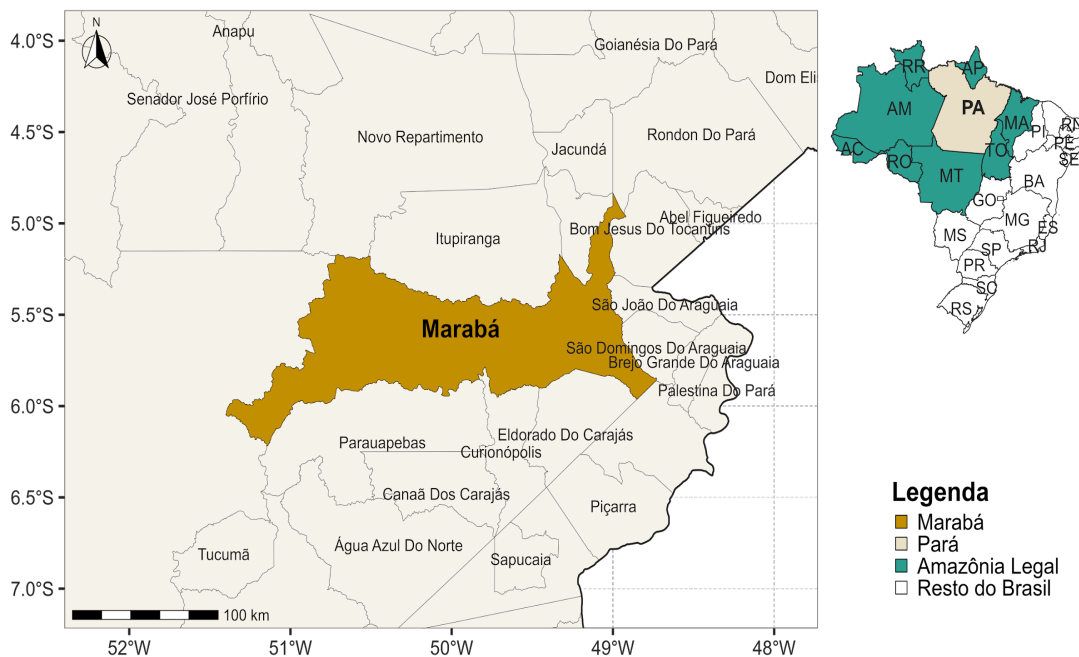 N
4.0°S
4.5°S
5.0°S
5.5°S
6.0°S
6.5°S
7.0°S
Anapu
Goianésia Do Pará
Dom Eli
Senador José Porfírio
Novo Repartimento
Rondon Do Pará
Jacundá
Abel Figueiredo
Bom Jesus Do Tocantins
Itupiranga
São João Do Araguaia
Marabá
São Domingos Do Araguaia
Brejo Grande Do Araguaia
Palestina Do Pará
Parauapebas
Eldorado Do Carajás
Curionópolis
Canaã Dos Carajás
Piçarra
Tucumã
Água Azul Do Norte
Sapucaia
100 km
52°W
51°W
50°W
49°W
48°W
RR
AP
AM
PA
MA
PI
RN
PE
SE
AC
RO
TO
MT
BA
GO
MG
ES
MS
SP
RJ
PR
SC
RS
Legenda
Marabá
Pará
Amazônia Legal
Resto do Brasil